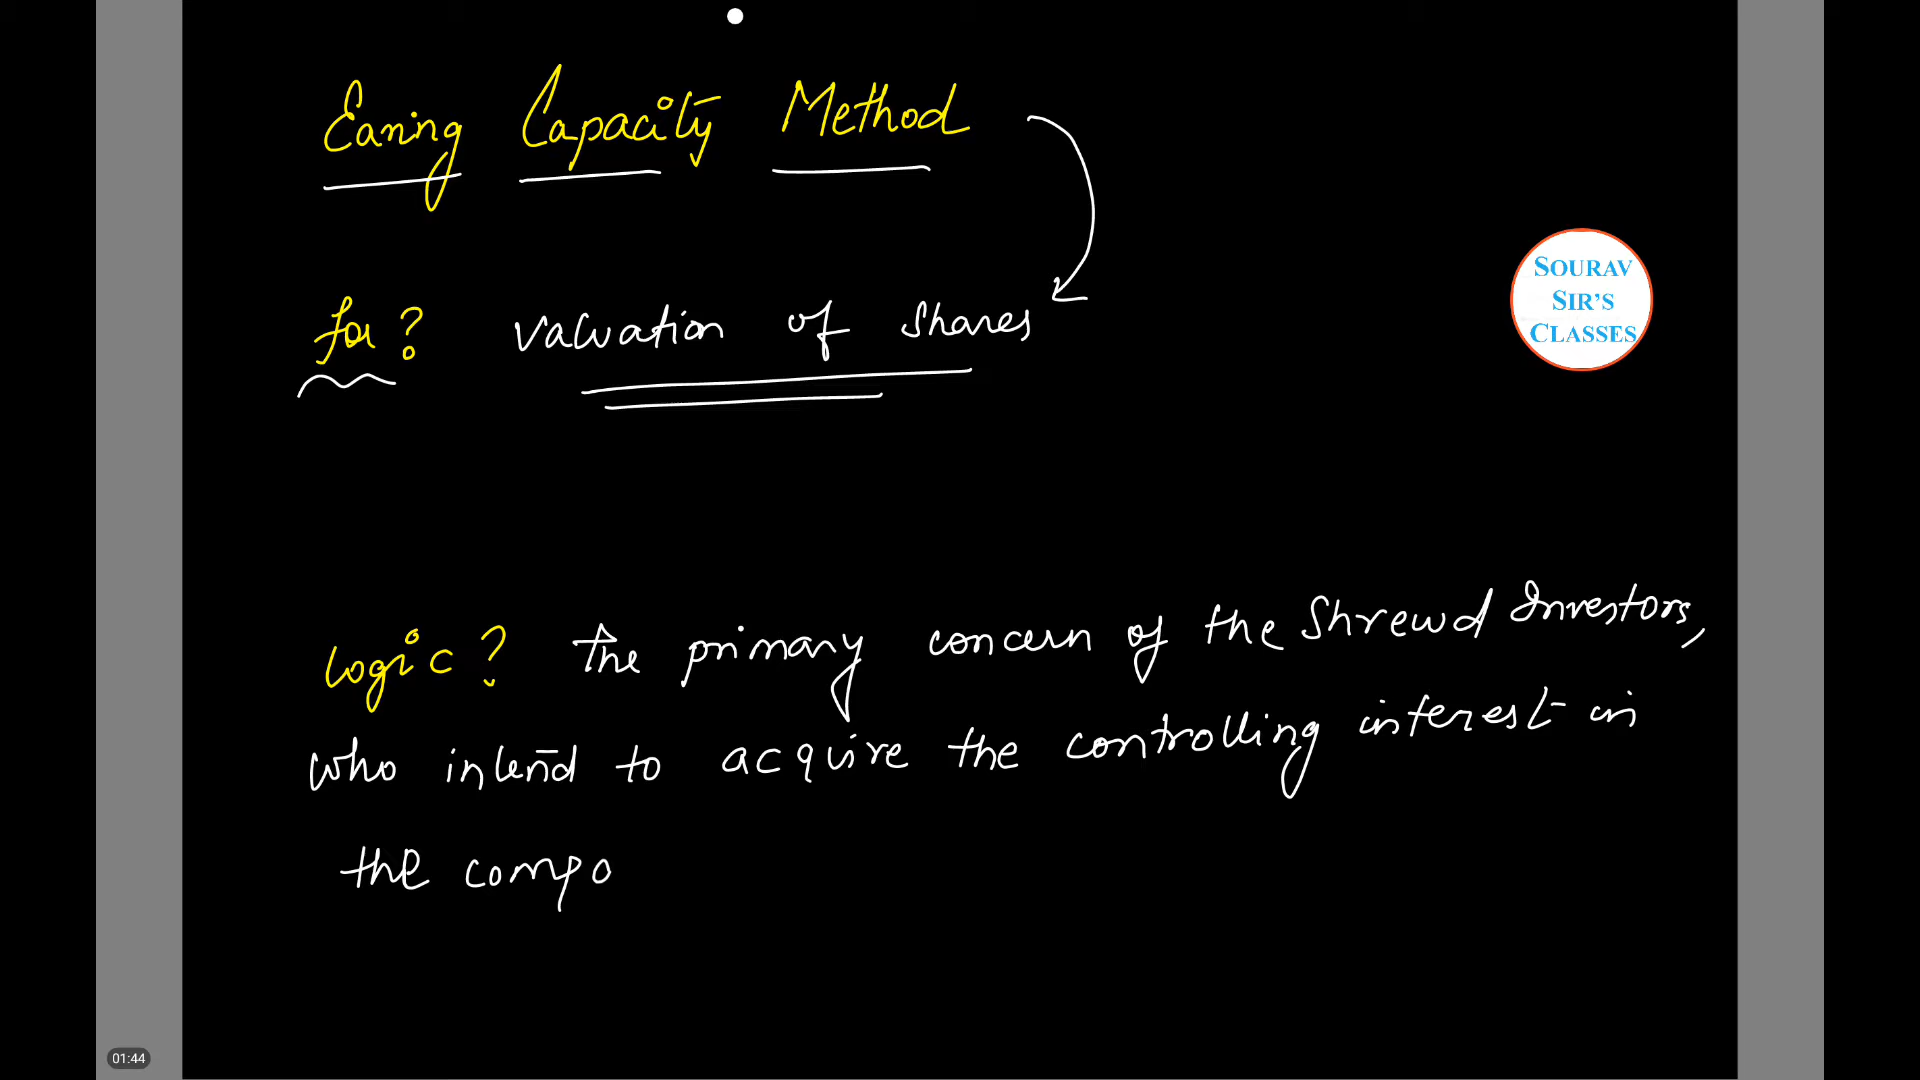 Earning Capacity Method
for? valuation of shares
SOURAV
SIR'S
CLASSES
logic? The primary concern of the Shrewd Investors,
who intend to acquire the controlling interest in
the compa
01:44